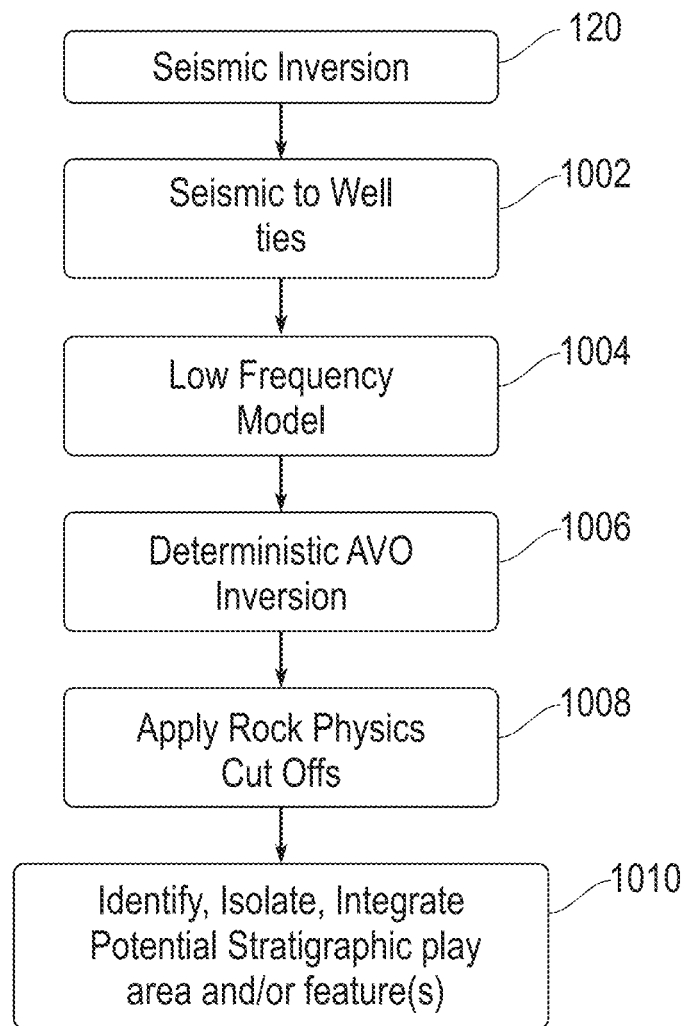 120
Seismic Inversion
1002
Seismic to Well
ties
1004
Low Frequency
Model
1006
Deterministic AVO
Inversion
1008
Apply Rock Physics
Cut Offs
1010
Identify, Isolate, Integrate
Potential Stratigraphic play
area and/or feature(s)